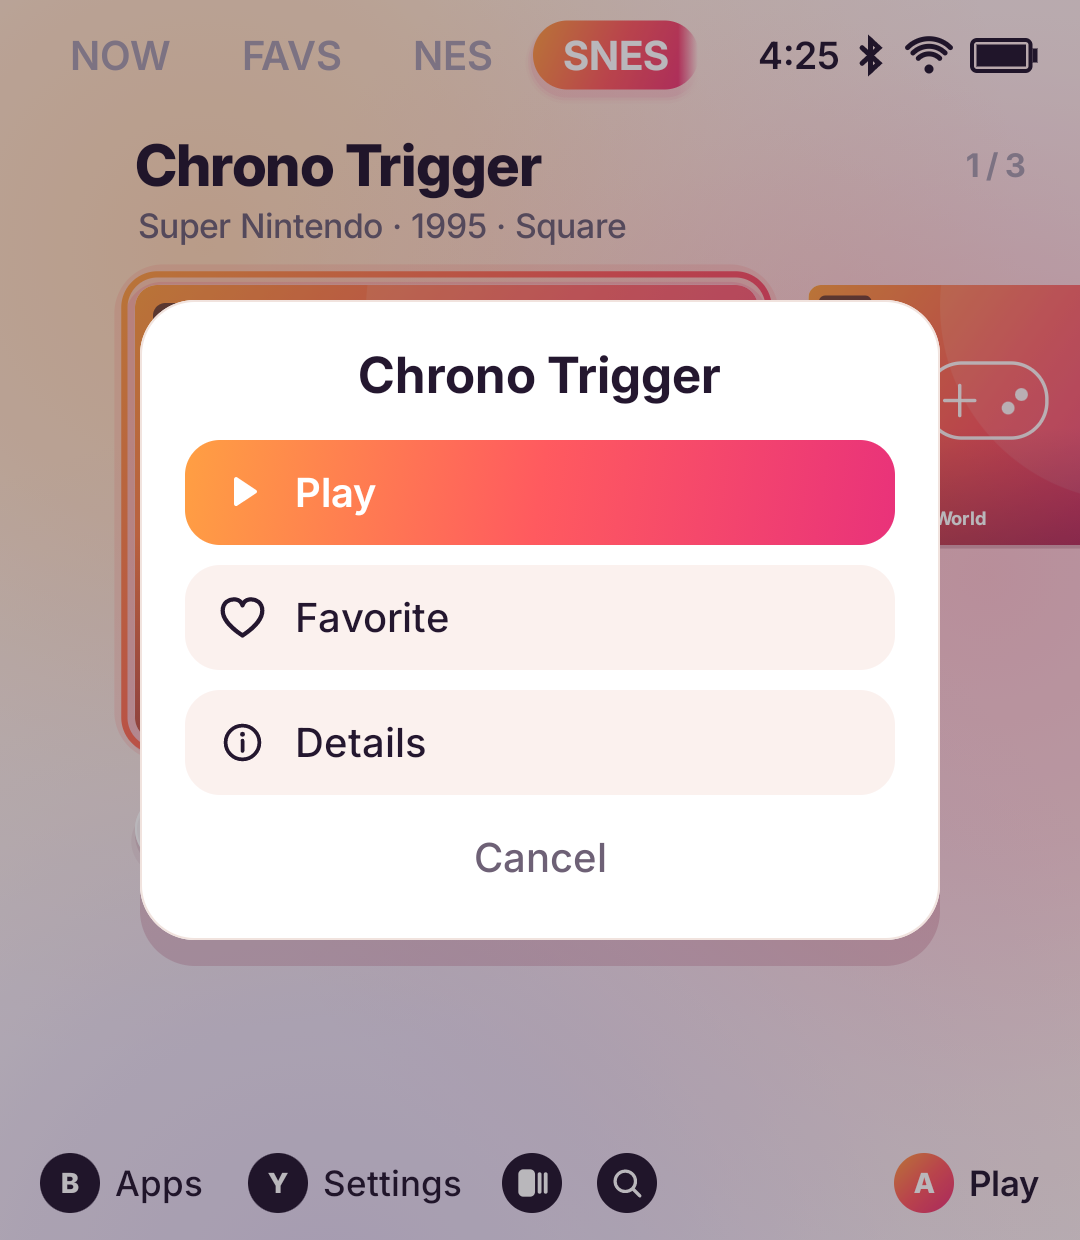 NOW FAVS NES SNES 4:25
Chrono Trigger 1 / 3
Super Nintendo · 1995 · Square
Chrono Trigger
Play
World
Favorite
Details
Cancel
B Apps Y Settings A Play